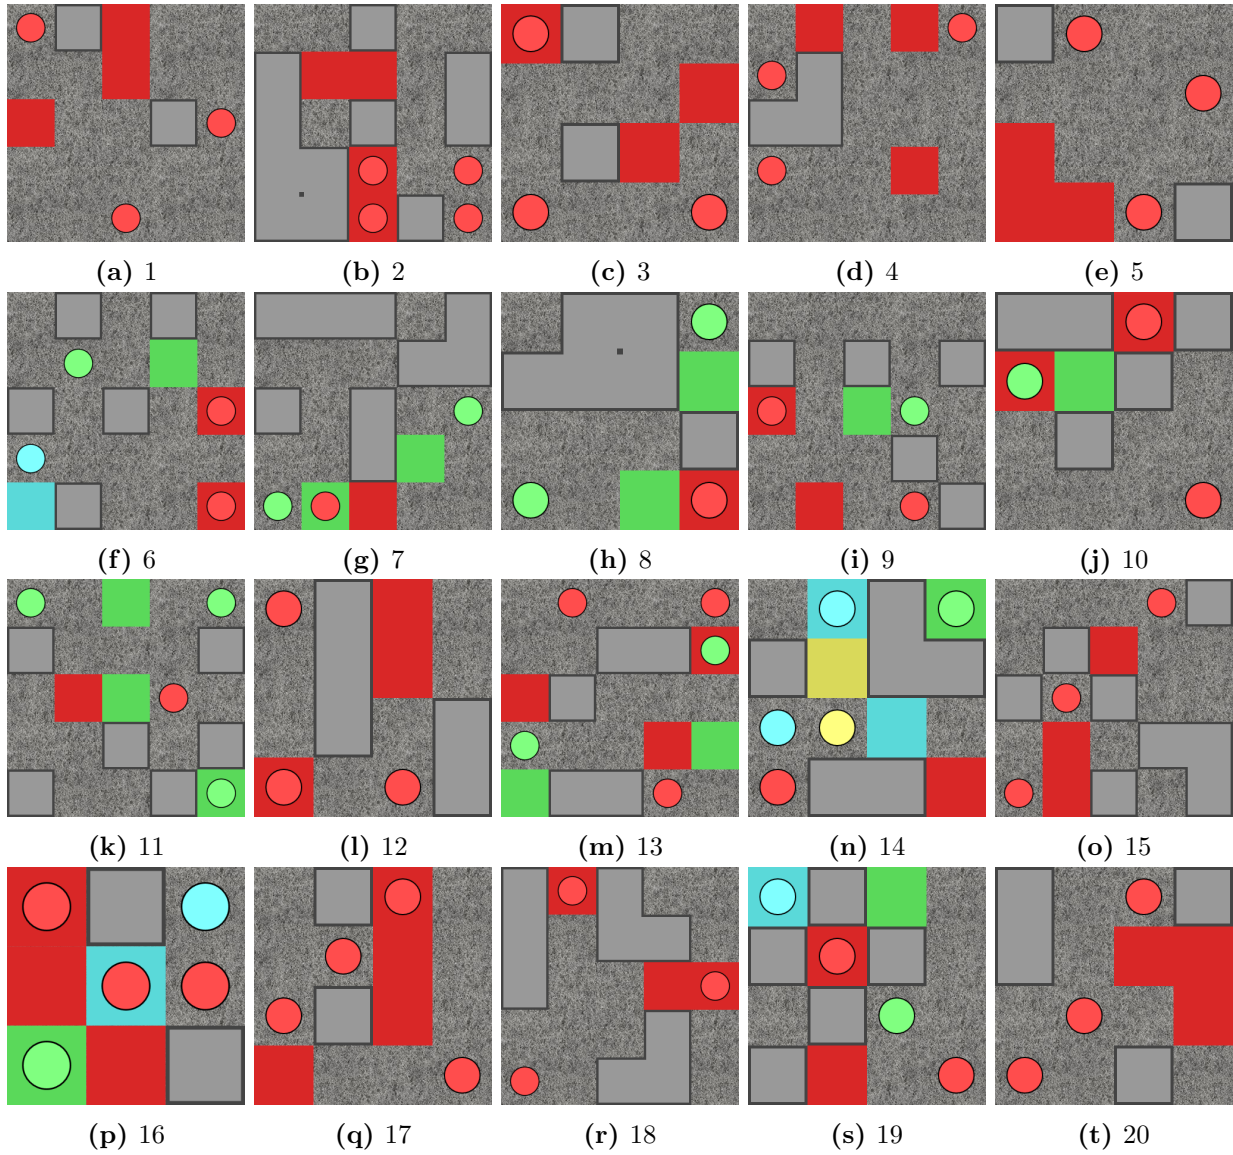 (a) 1 (b) 2 (c) 3 (d) 4 (e) 5
(f) 6 (g) 7 (h) 8 (i) 9 (j) 10
(k) 11 (l) 12 (m) 13 (n) 14 (o) 15
(p) 16 (q) 17 (r) 18 (s) 19 (t) 20